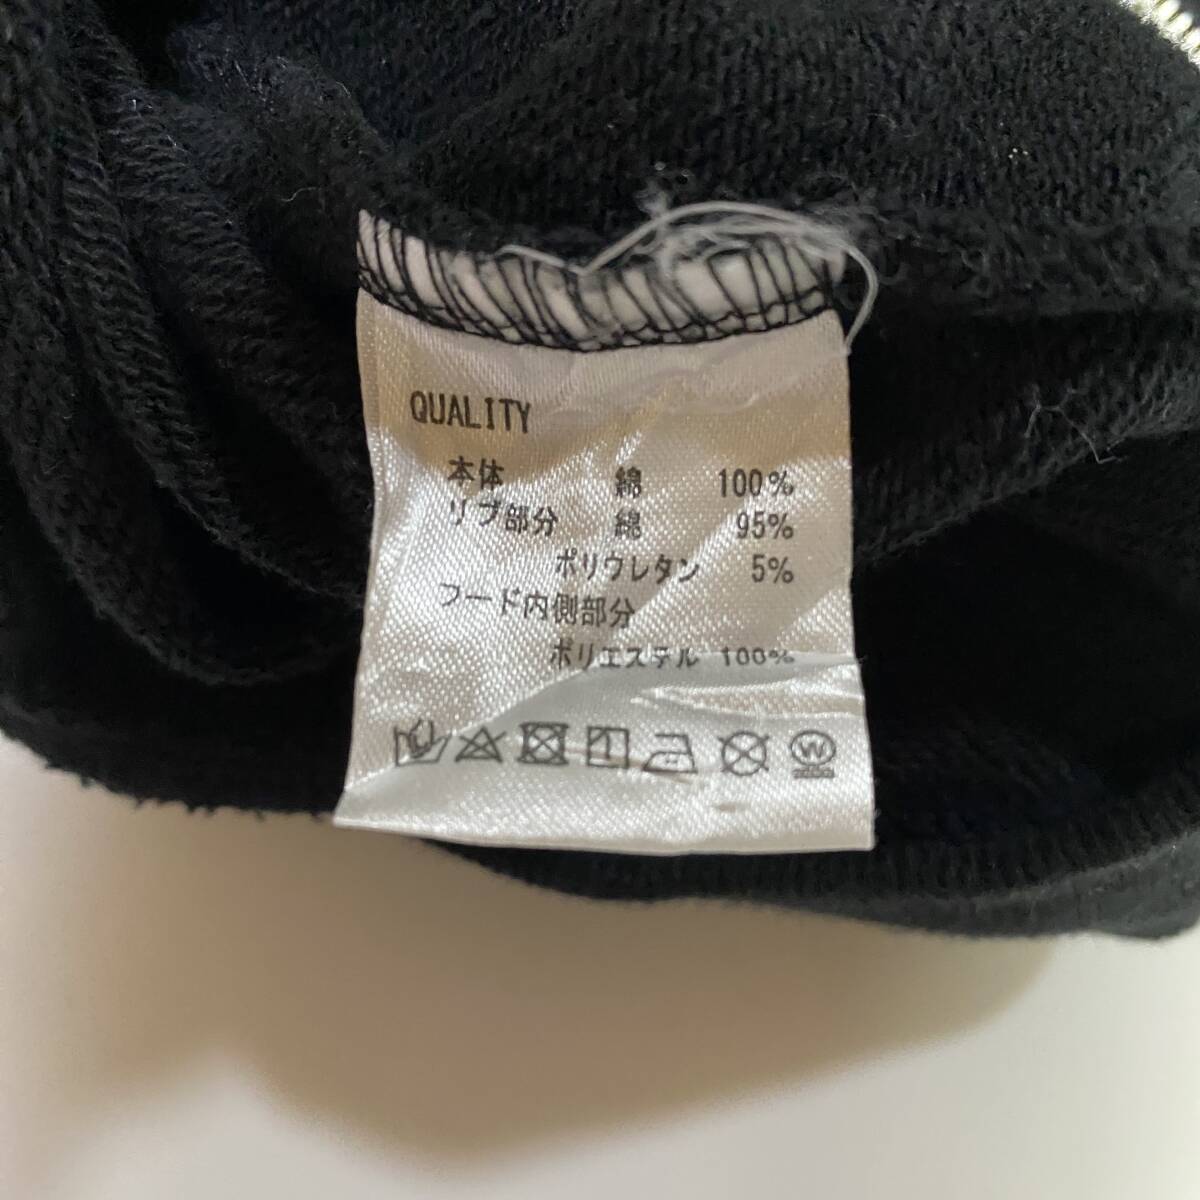 QUALITY
本体 綿 100%
リブ部分 綿 95%
ポリウレタン 5%
フード内側部分
ポリエステル 100%
W